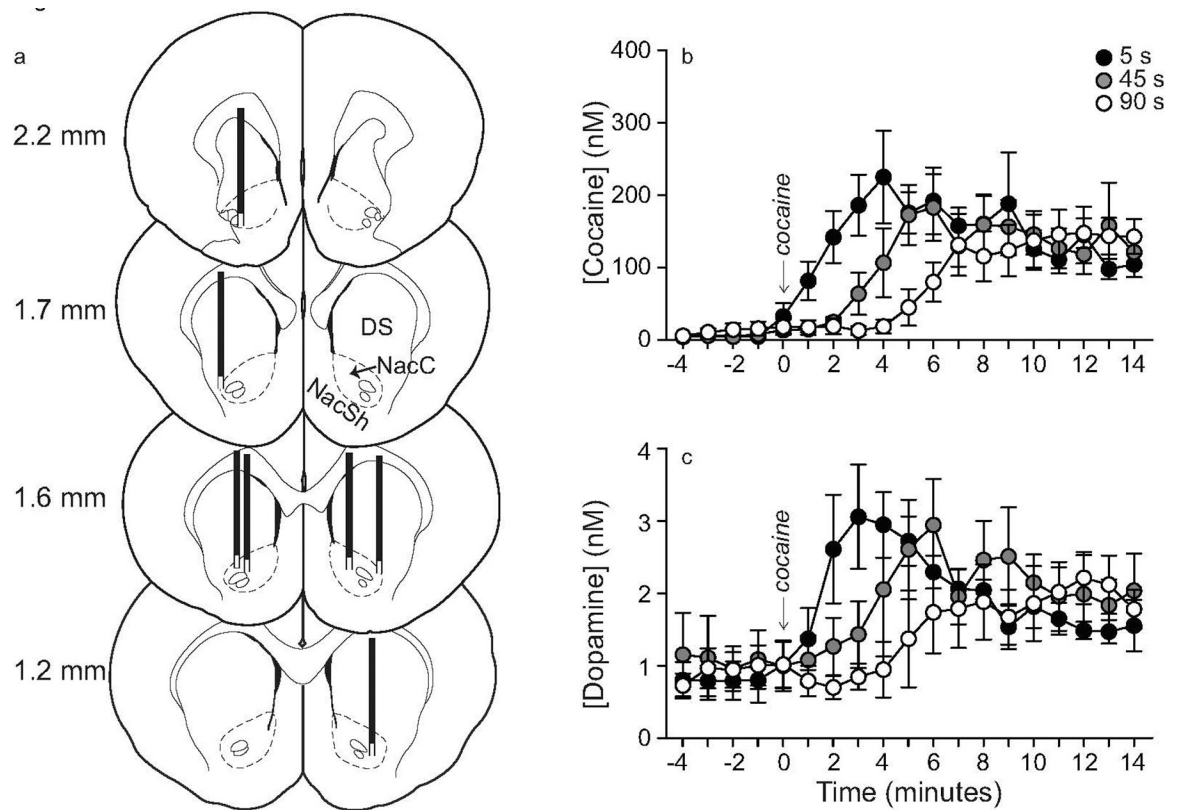 a
2.2 mm
1.7 mm
DS
NacC
NacSh
1.6 mm
1.2 mm
b
5 s
45 s
90 s
[Cocaine] (nM)
400
300
200
100
0
cocaine
-4 -2 0 2 4 6 8 10 12 14
c
[Dopamine] (nM)
4
3
2
1
0
cocaine
-4 -2 0 2 4 6 8 10 12 14
Time (minutes)